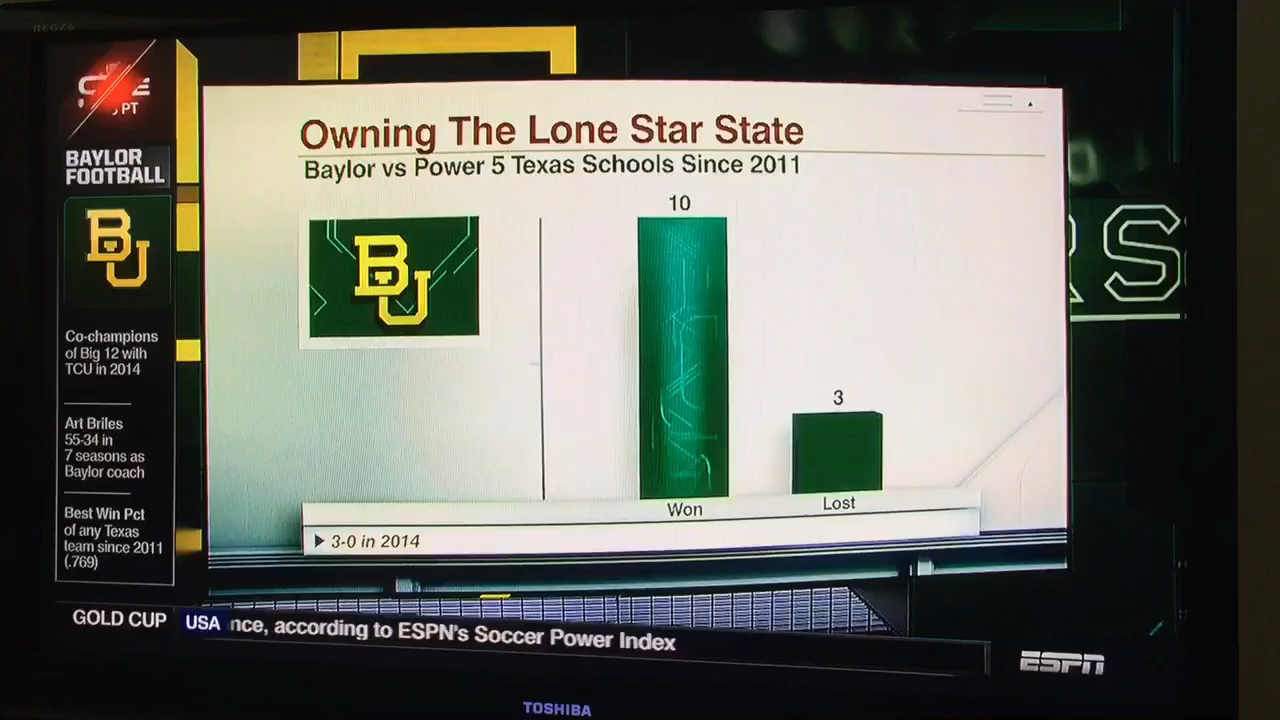 REGZA
PT
BAYLOR
FOOTBALL
BU
Co-champions
of Big 12 with
TCU in 2014
Art Briles
55-34 in
7 seasons as
Baylor coach
Best Win Pct
of any Texas
team since 2011
(.769)
Owning The Lone Star State
Baylor vs Power 5 Texas Schools Since 2011
BU
10
3
Won
Lost
3-0 in 2014
RS
GOLD CUP
USA nce, according to ESPN's Soccer Power Index
ESPN
TOSHIBA